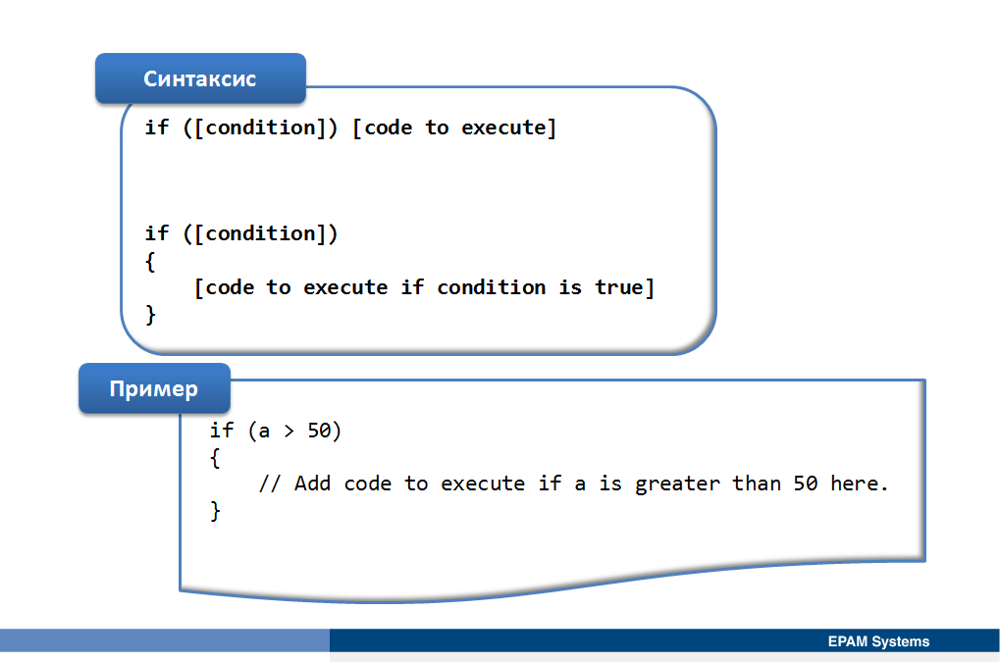 Синтаксис
if ([condition]) [code to execute]
if ([condition])
{
[code to execute if condition is true]
}
Пример
if (a > 50)
{
// Add code to execute if a is greater than 50 here.
}
EPAM Systems